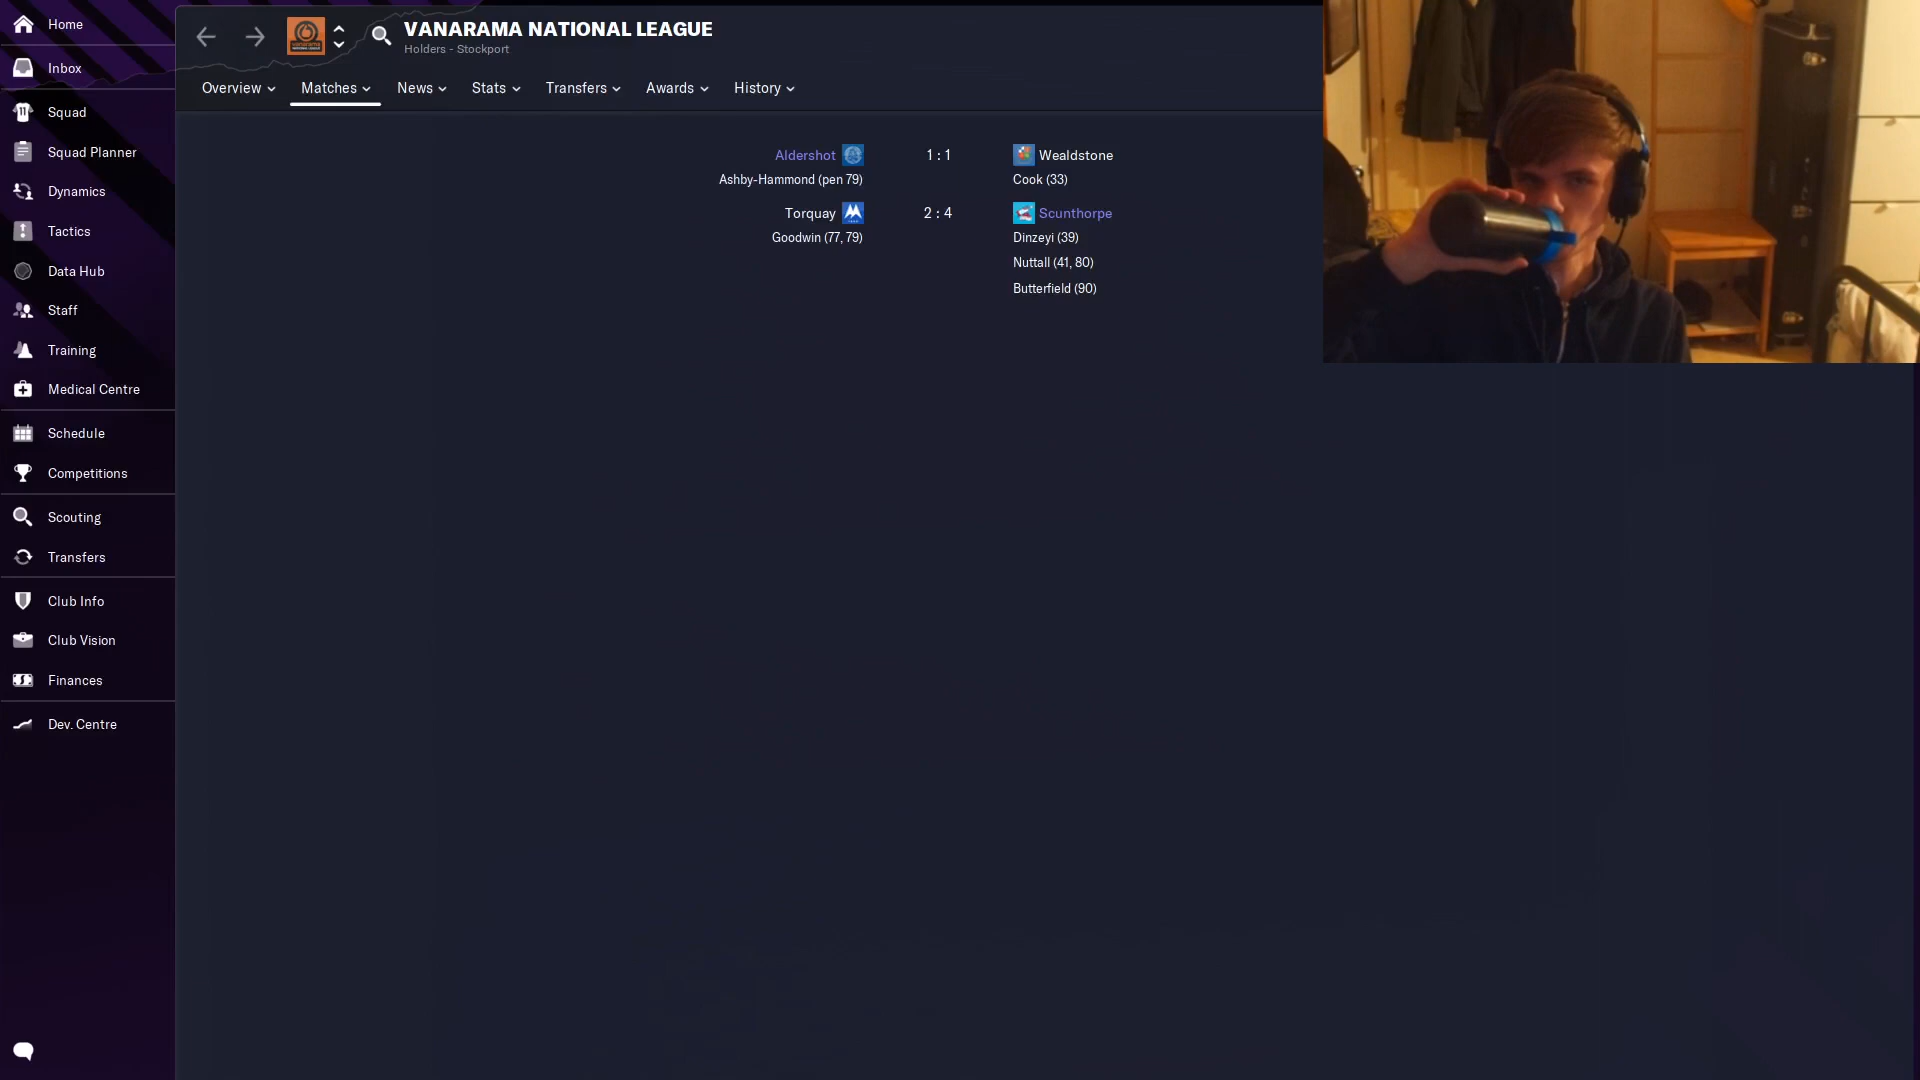 Home
Inbox
Squad
Squad Planner
Dynamics
Tactics
Data Hub
Staff
Training
Medical Centre
Schedule
Competitions
Scouting
Transfers
Club Info
Club Vision
Finances
Dev. Centre
VANARAMA NATIONAL LEAGUE
Holders - Stockport
Overview Matches News Stats Transfers Awards History
Aldershot 1 : 1 Wealdstone
Ashby-Hammond (pen 79) Cook (33)
Torquay 2 : 4 Scunthorpe
Goodwin (77, 79) Dinzeyi (39)
Nuttall (41, 80)
Butterfield (90)